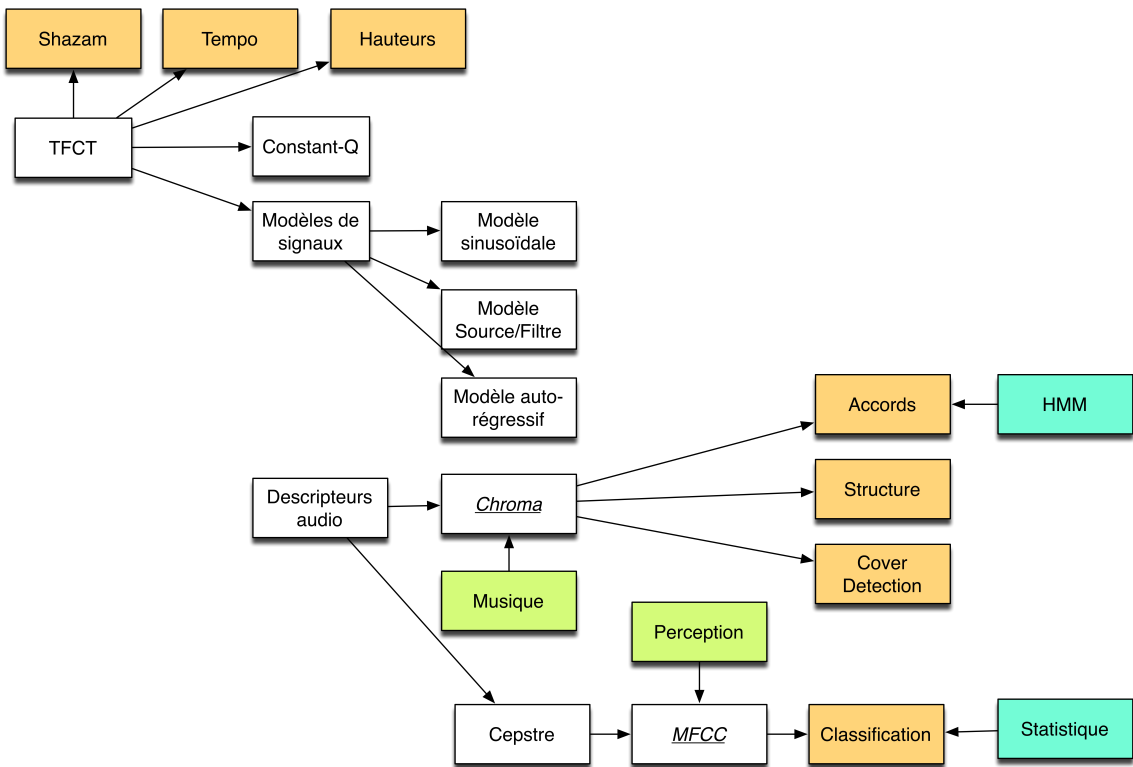 Shazam
Tempo
Hauteurs
TFCT
Constant-Q
Modèles de
signaux
Modèle
sinusoïdale
Modèle
Source/Filtre
Modèle auto-
régressif
Accords
HMM
Descripteurs
audio
Chroma
Structure
Cover
Detection
Musique
Perception
Cepstre
MFCC
Classification
Statistique